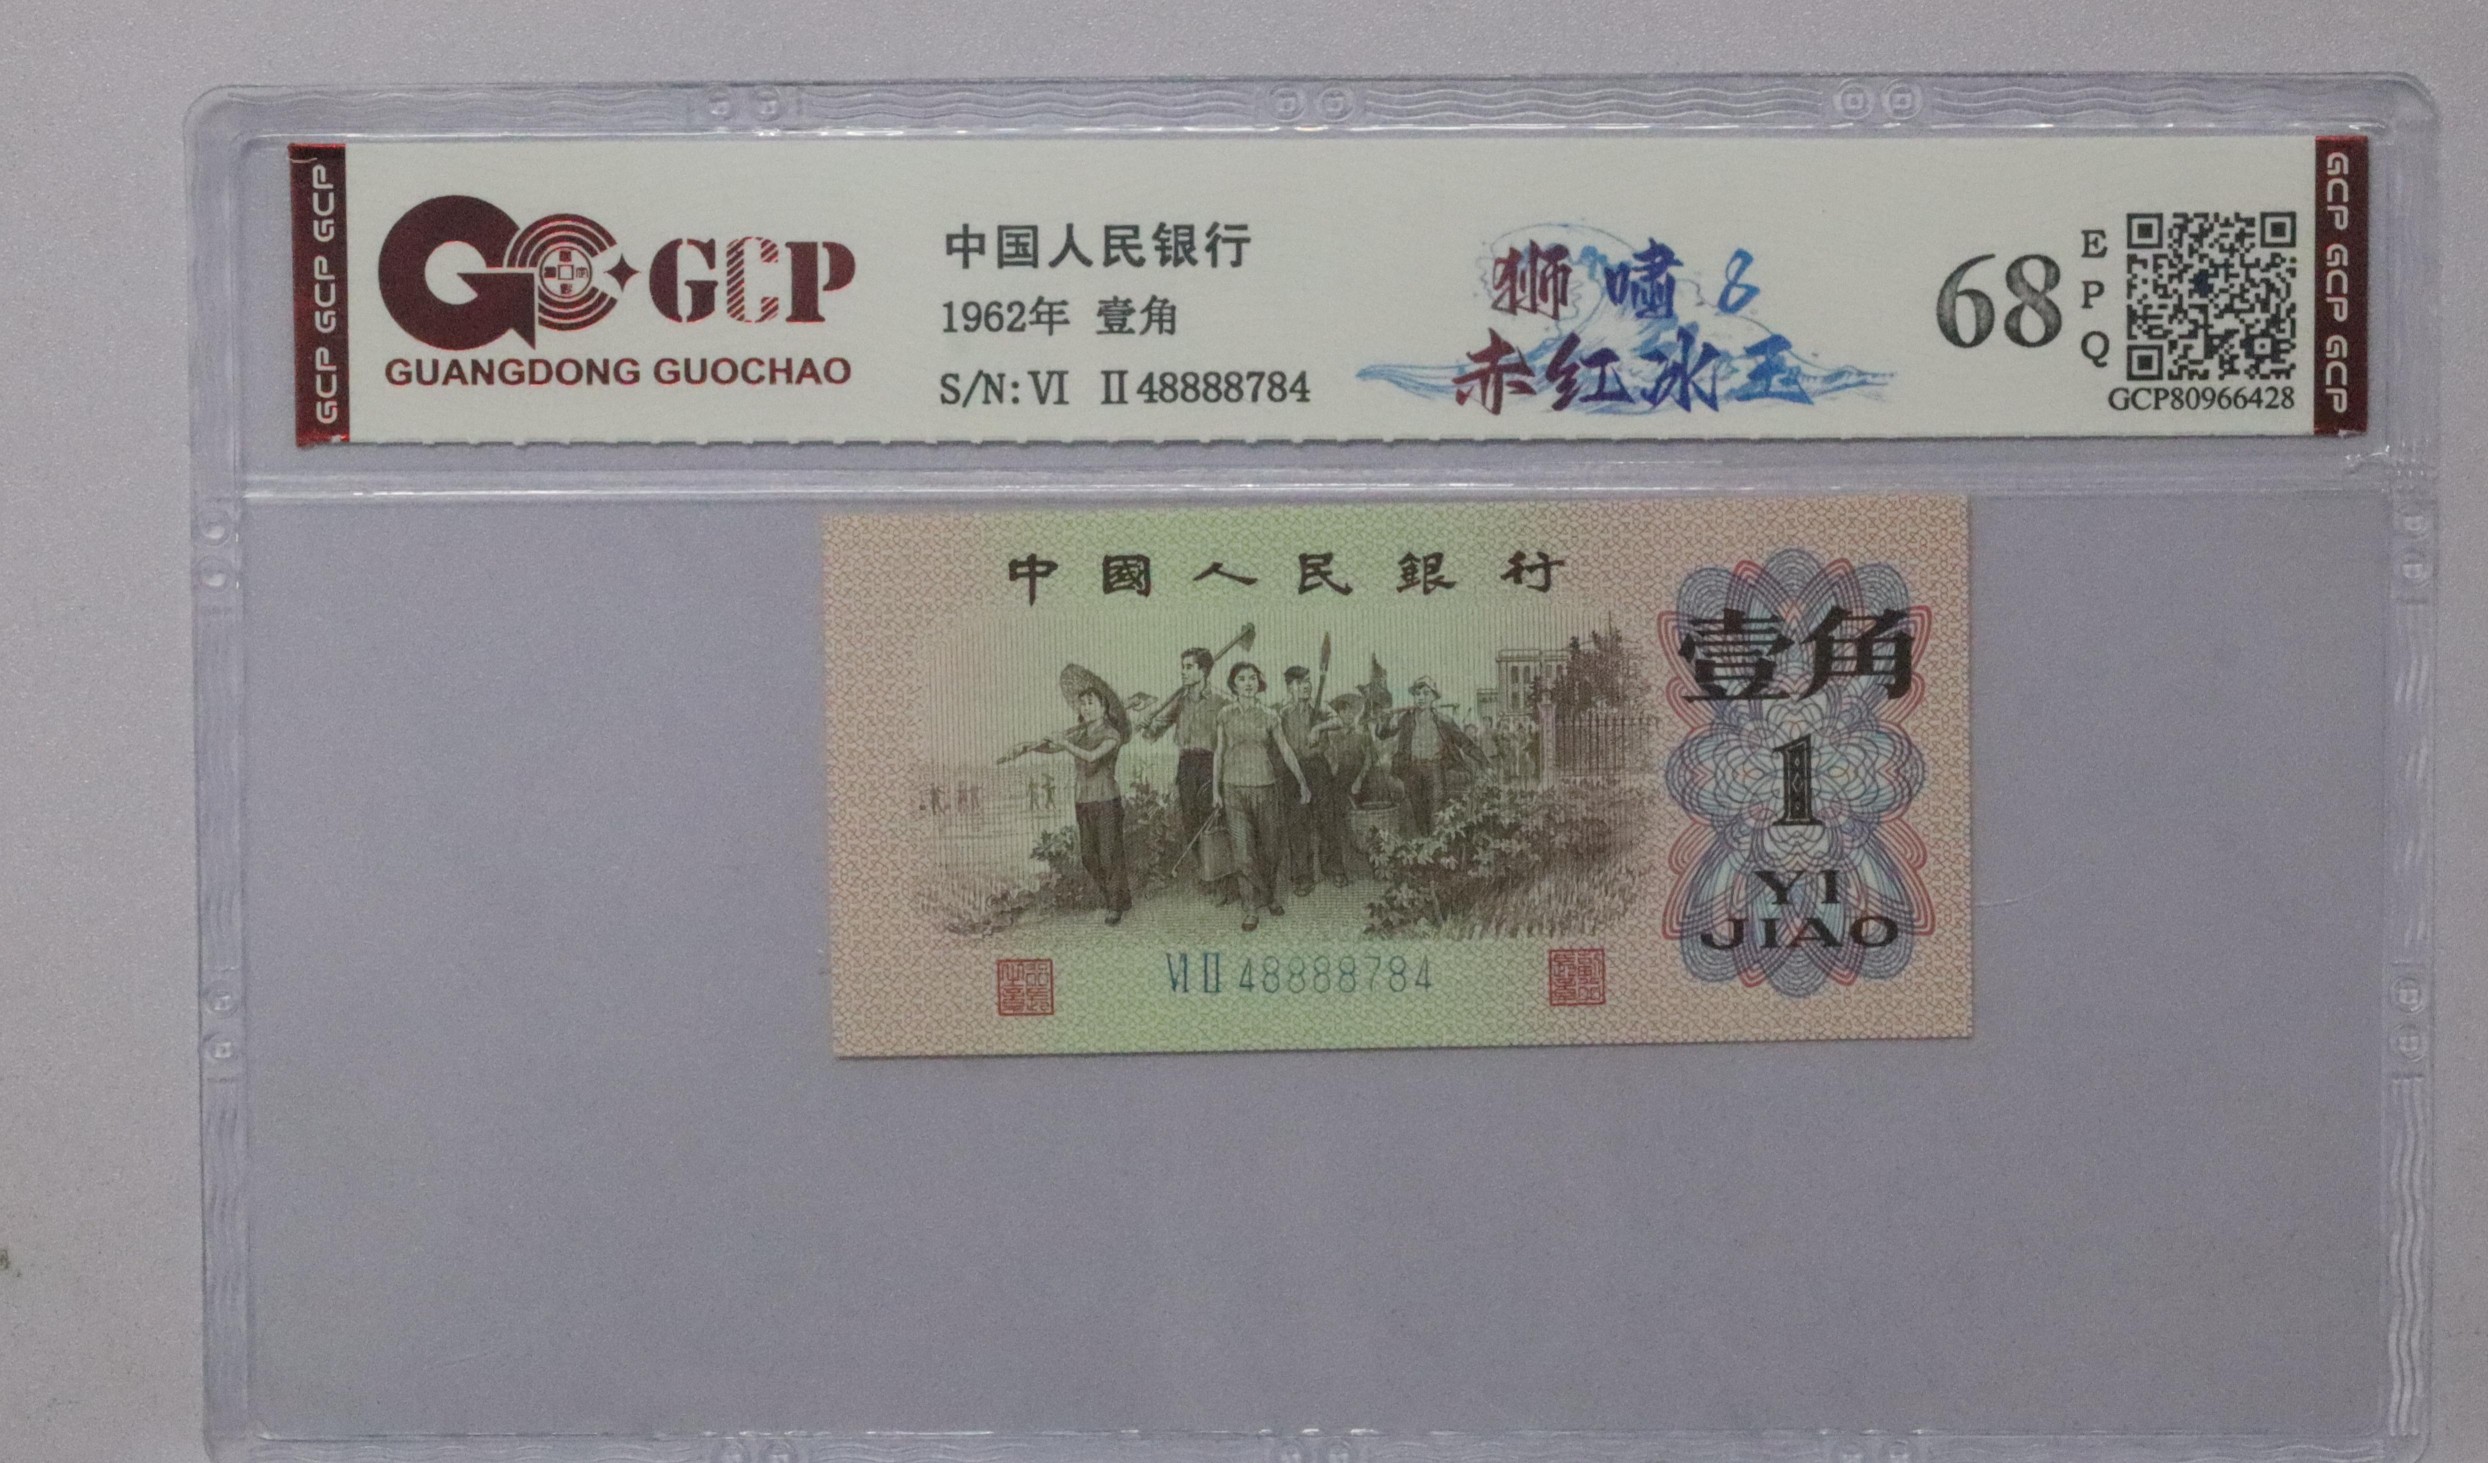 GCP GCP GCP
GCP
GUANGDONG GUOCHAO
中国人民银行
1962年 壹角
S/N: VI II 48888784
狮啸8
赤红冰玉
68
E
P
Q
GCP80966428
GCP GCP GCP
中國人民銀行
壹角
1
YI
JIAO
VI II 48888784